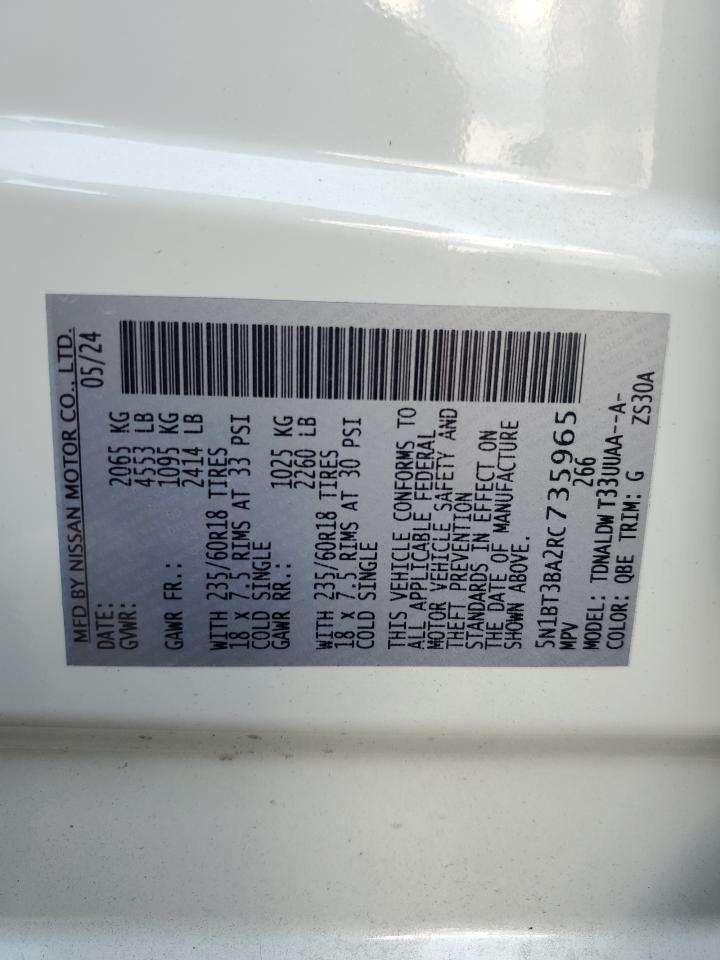 MFD BY NISSAN MOTOR CO., LTD.
DATE: 05/24
GVWR: 2065 KG
4553 LB
GAWR FR.: 1095 KG
2414 LB
WITH 235/60R18 TIRES
18 X 7.5 RIMS AT 33 PSI
COLD SINGLE
GAWR RR.: 1025 KG
2260 LB
WITH 235/60R18 TIRES
18 X 7.5 RIMS AT 30 PSI
COLD SINGLE
THIS VEHICLE CONFORMS TO
ALL APPLICABLE FEDERAL
MOTOR VEHICLE SAFETY AND
THEFT PREVENTION
STANDARDS IN EFFECT ON
THE DATE OF MANUFACTURE
SHOWN ABOVE.
5N1BT3BA2RC735965
MPV 266
MODEL: TDNALDW T33UUAA--A-
COLOR: QBE TRIM: G ZS30A